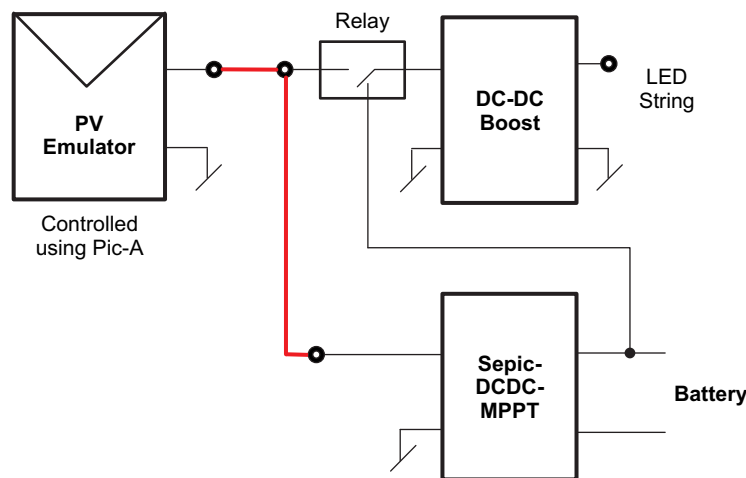 Relay
PV
Emulator
DC-DC
Boost
LED
String
Controlled
using Pic-A
Sepic-
DCDC-
MPPT
Battery